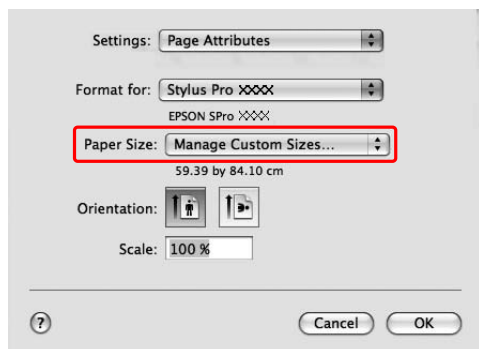 Settings: Page Attributes
Format for: Stylus Pro XXXX
EPSON SPro XXXX
Paper Size: Manage Custom Sizes...
59.39 by 84.10 cm
Orientation:
Scale: 100 %
? Cancel OK